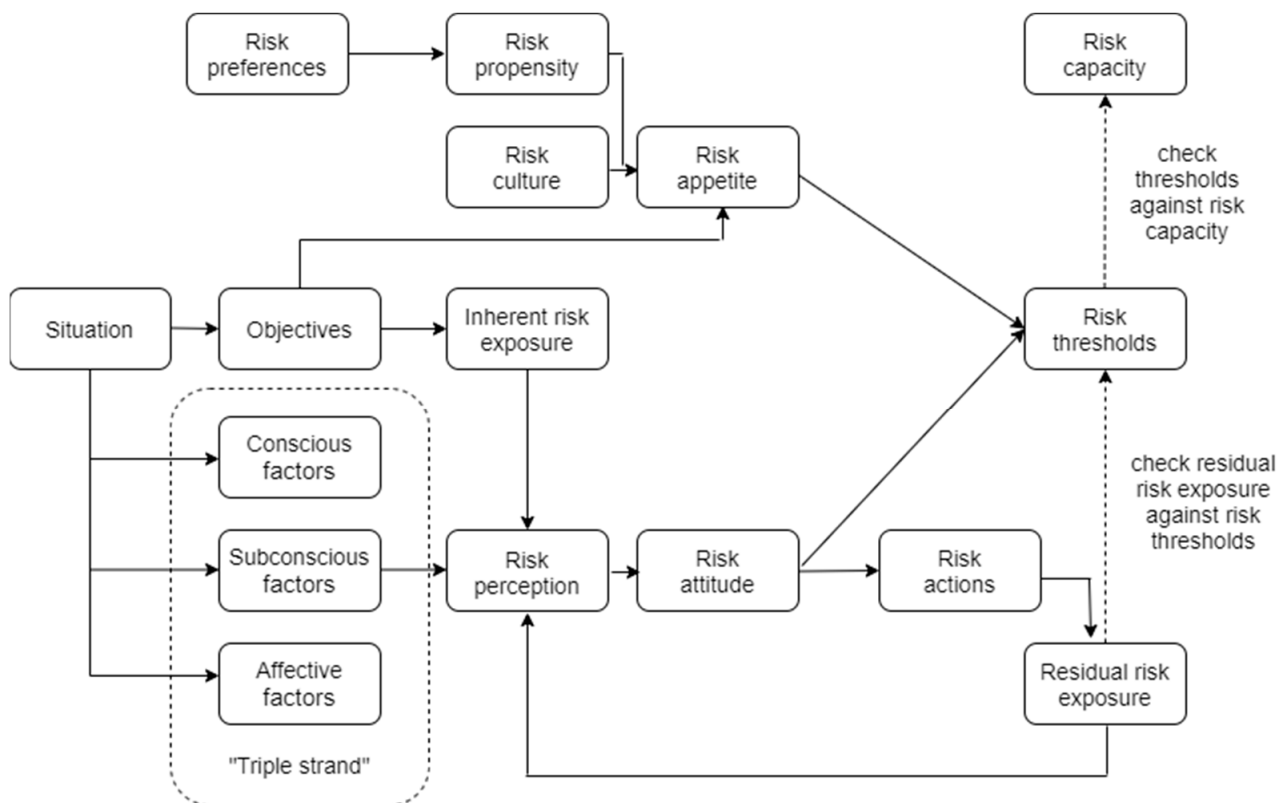 Risk
preferences
Risk
propensity
Risk
capacity
Risk
culture
Risk
appetite
check
thresholds
against risk
capacity
Situation
Objectives
Inherent risk
exposure
Risk
thresholds
Conscious
factors
Subconscious
factors
Affective
factors
"Triple strand"
Risk
perception
Risk
attitude
Risk
actions
check residual
risk exposure
against risk
thresholds
Residual risk
exposure